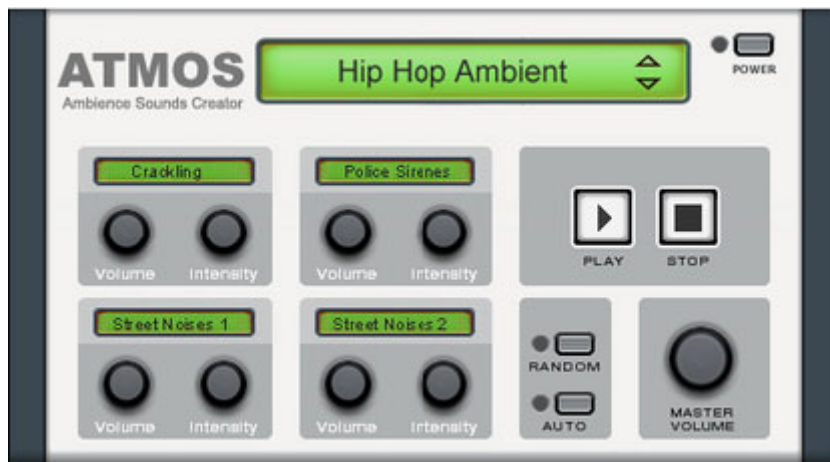 ATMOS
Ambience Sounds Creator
Hip Hop Ambient
POWER
Crackling
Volume Intensity
Police Sirenes
Volume Intensity
PLAY STOP
Street Noises 1
Volume Intensity
Street Noises 2
Volume Intensity
RANDOM
AUTO
MASTER
VOLUME